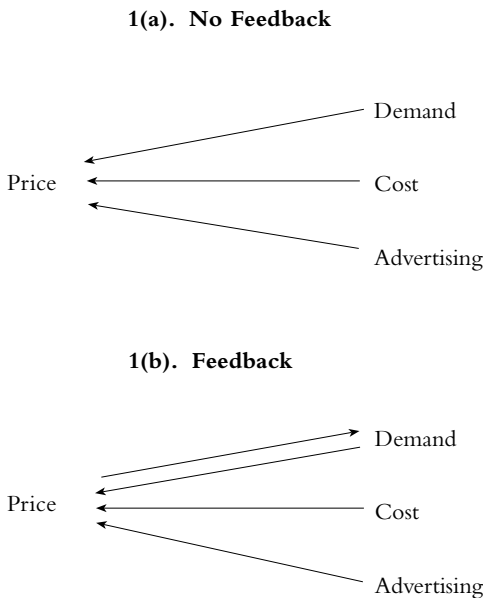 1(a). No Feedback
Demand
Price
Cost
Advertising
1(b). Feedback
Demand
Price
Cost
Advertising